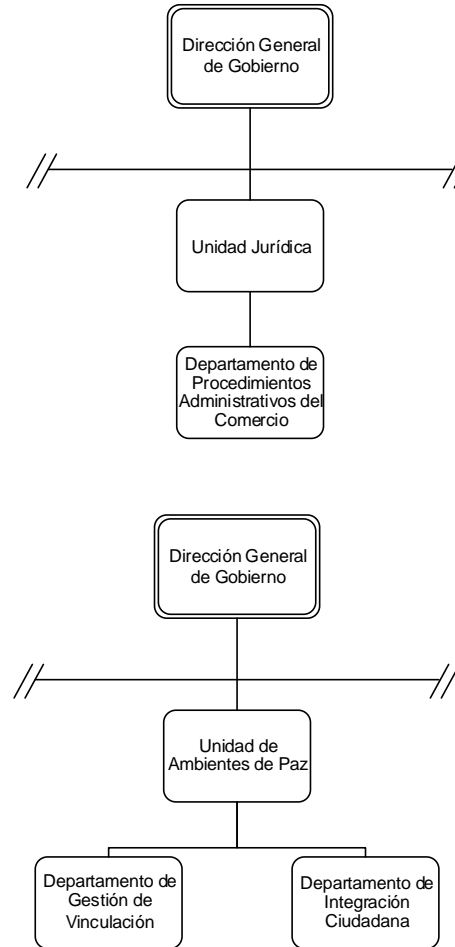 Dirección General
de Gobierno
Unidad Jurídica
Departamento de
Procedimientos
Administrativos del
Comercio
Dirección General
de Gobierno
Unidad de
Ambientes de Paz
Departamento de
Gestión de
Vinculación
Departamento de
Integración
Ciudadana